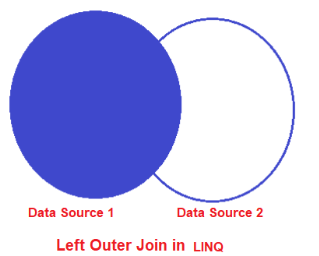 Data Source 1 Data Source 2
Left Outer Join in LINQ